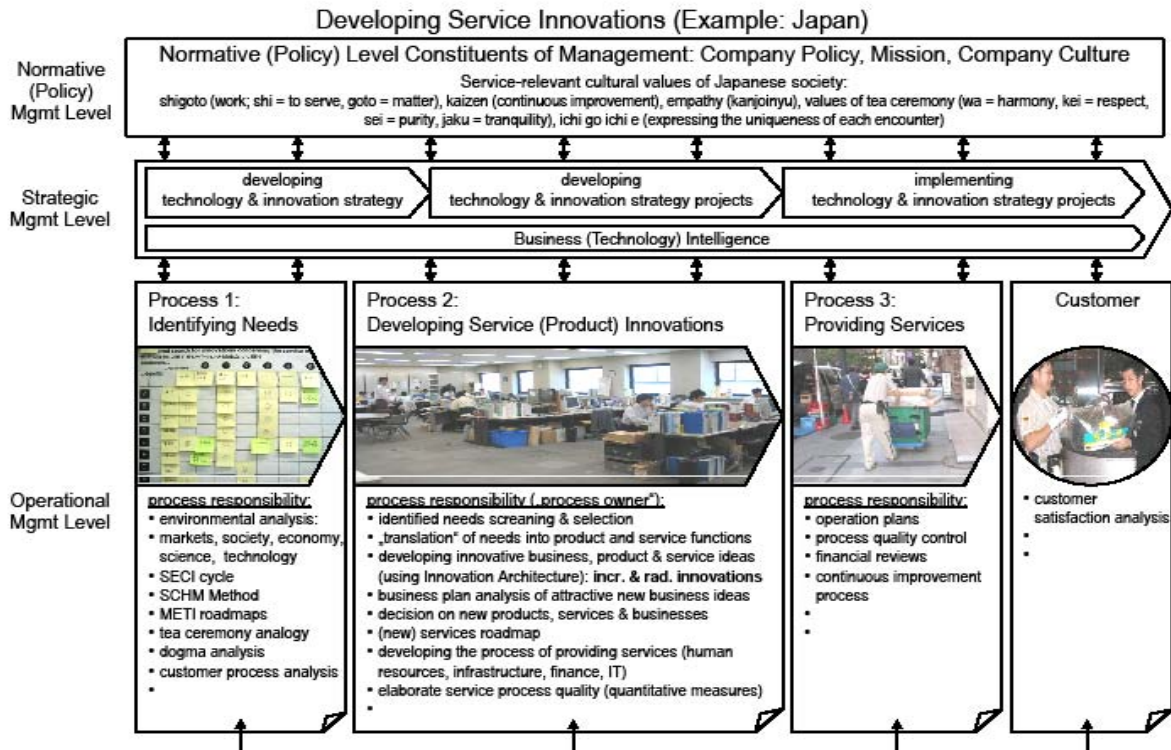 Developing Service Innovations (Example: Japan)
Normative
(Policy)
Mgmt Level
Normative (Policy) Level Constituents of Management: Company Policy, Mission, Company Culture
Service-relevant cultural values of Japanese society:
shigoto (work; shi = to serve, goto = matter), kaizen (continuous improvement), empathy (kanjoinyu), values of tea ceremony (wa = harmony, kei = respect,
sei = purity, jaku = tranquility), ichi go ichi e (expressing the uniqueness of each encounter)
Strategic
Mgmt Level
developing
technology & innovation strategy
developing
technology & innovation strategy projects
implementing
technology & innovation strategy projects
Business (Technology) Intelligence
Operational
Mgmt Level
Process 1:
Identifying Needs
process responsibility:
▪ environmental analysis:
▪ markets, society, economy,
science, technology
▪ SECI cycle
▪ SCHM Method
▪ METI roadmaps
▪ tea ceremony analogy
▪ dogma analysis
▪ customer process analysis
▪
Process 2:
Developing Service (Product) Innovations
process responsibility („process owner"):
▪ identified needs screaning & selection
▪ „translation" of needs into product and service functions
▪ developing innovative business, product & service ideas
(using Innovation Architecture): incr. & rad. innovations
▪ business plan analysis of attractive new business ideas
▪ decision on new products, services & businesses
▪ (new) services roadmap
▪ developing the process of providing services (human
resources, infrastructure, finance, IT)
▪ elaborate service process quality (quantitative measures)
▪
Process 3:
Providing Services
process responsibility:
▪ operation plans
▪ process quality control
▪ financial reviews
▪ continuous improvement
process
▪
▪
Customer
▪ customer
satisfaction analysis
▪
▪